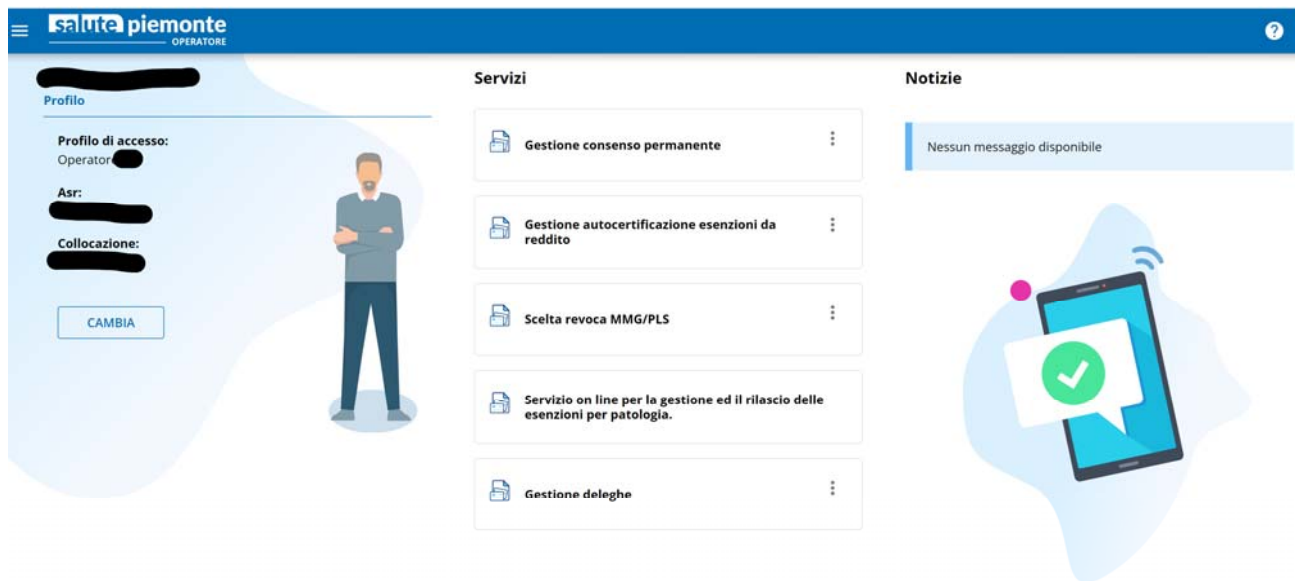 salute piemonte
OPERATORE
?
Profilo
Profilo di accesso:
Operator
Asr:
Collocazione:
CAMBIA
Servizi
Gestione consenso permanente
Gestione autocertificazione esenzioni da
reddito
Scelta revoca MMG/PLS
Servizio on line per la gestione ed il rilascio delle
esenzioni per patologia.
Gestione deleghe
Notizie
Nessun messaggio disponibile